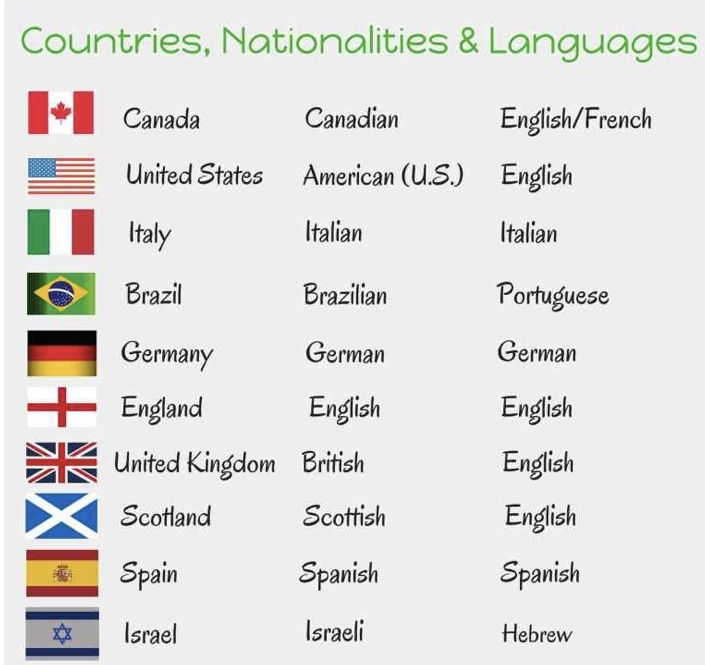 Countries, Nationalities & Languages
Canada Canadian English/French
United States American (U.S.) English
Italy Italian Italian
Brazil Brazilian Portuguese
Germany German German
England English English
United Kingdom British English
Scotland Scottish English
Spain Spanish Spanish
Israel Israeli Hebrew